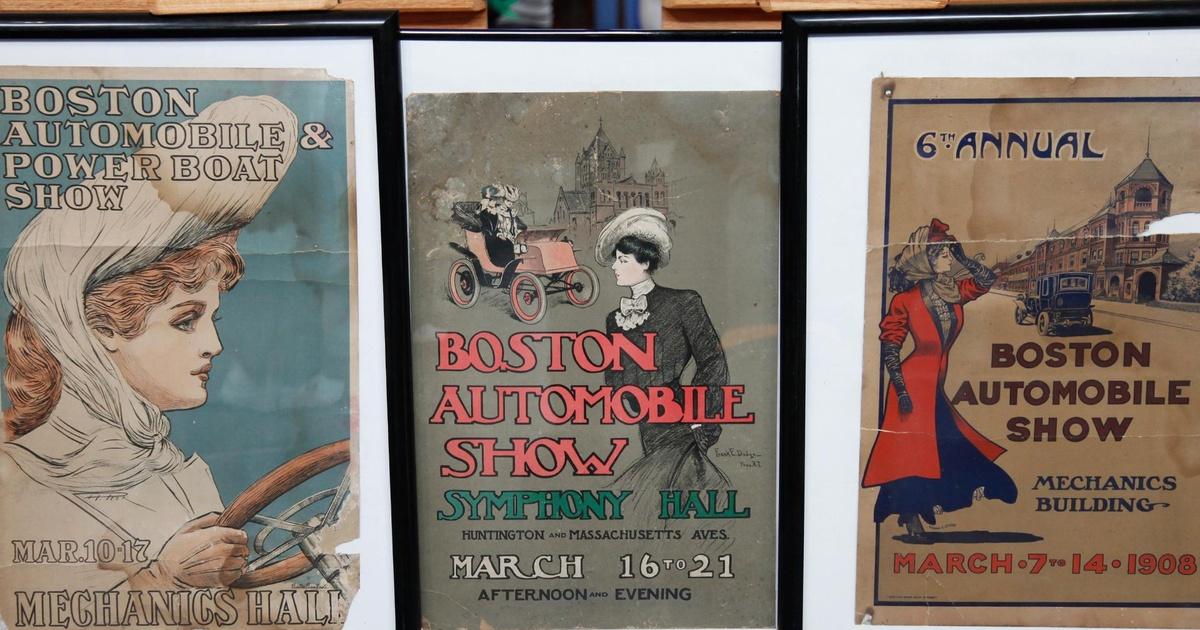 BOSTON
AUTOMOBILE &
POWER BOAT
SHOW
MAR.10-17
MECHANICS HALL
BOSTON
AUTOMOBILE
SHOW
SYMPHONY HALL
HUNTINGTON AND MASSACHUSETTS AVES.
MARCH 16 TO 21
AFTERNOON AND EVENING
6TH ANNUAL
BOSTON
AUTOMOBILE
SHOW
MECHANICS
BUILDING
MARCH • 7 TO 14 • 1908